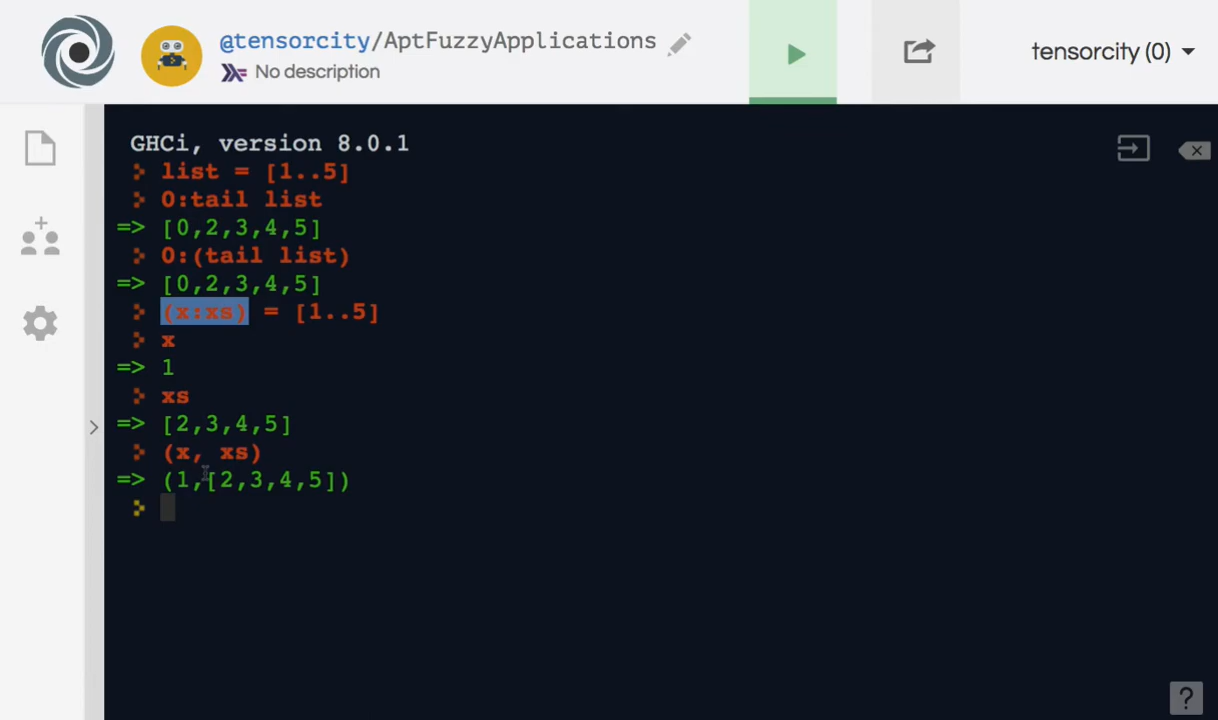 @tensorcity/AptFuzzyApplications
No description
tensorcity (0)
GHCi, version 8.0.1
list = [1..5]
0:tail list
=> [0,2,3,4,5]
0:(tail list)
=> [0,2,3,4,5]
(x:xs) = [1..5]
x
=> 1
xs
=> [2,3,4,5]
(x, xs)
=> (1,[2,3,4,5])
?